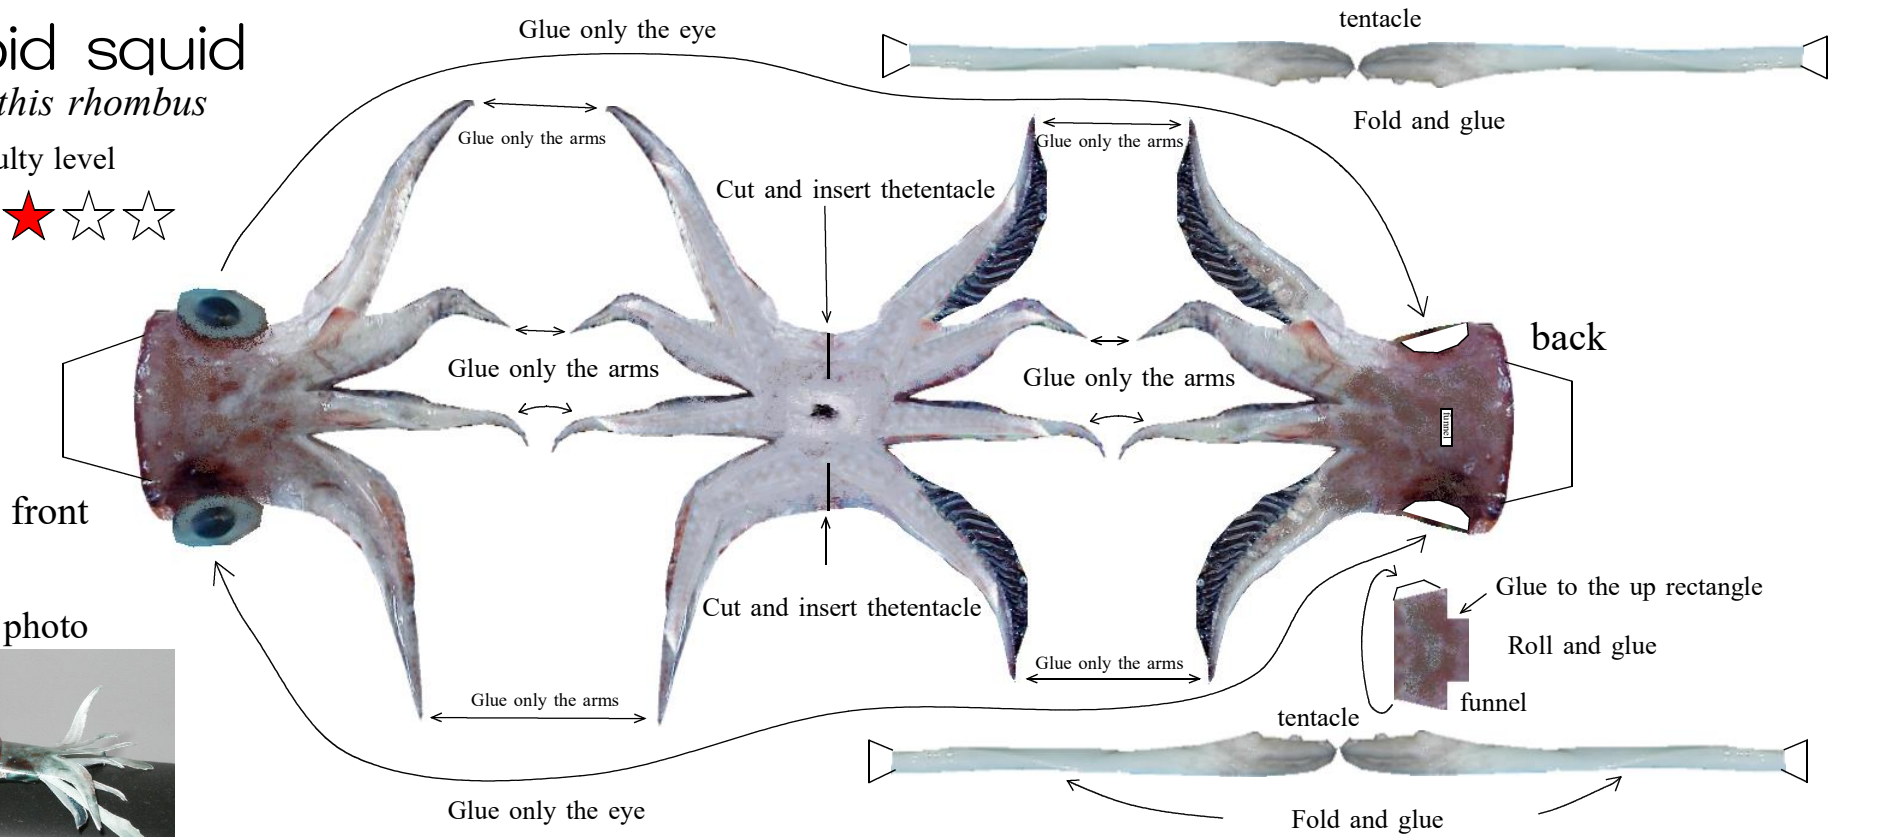 oid squid
this rhombus
ulty level
Glue only the eye
tentacle
Fold and glue
Glue only the arms
Glue only the arms
Cut and insert thetentacle
back
Glue only the arms
Glue only the arms
funnel
front
Cut and insert thetentacle
Glue to the up rectangle
photo
Roll and glue
Glue only the arms
Glue only the arms
funnel
tentacle
Glue only the eye
Fold and glue